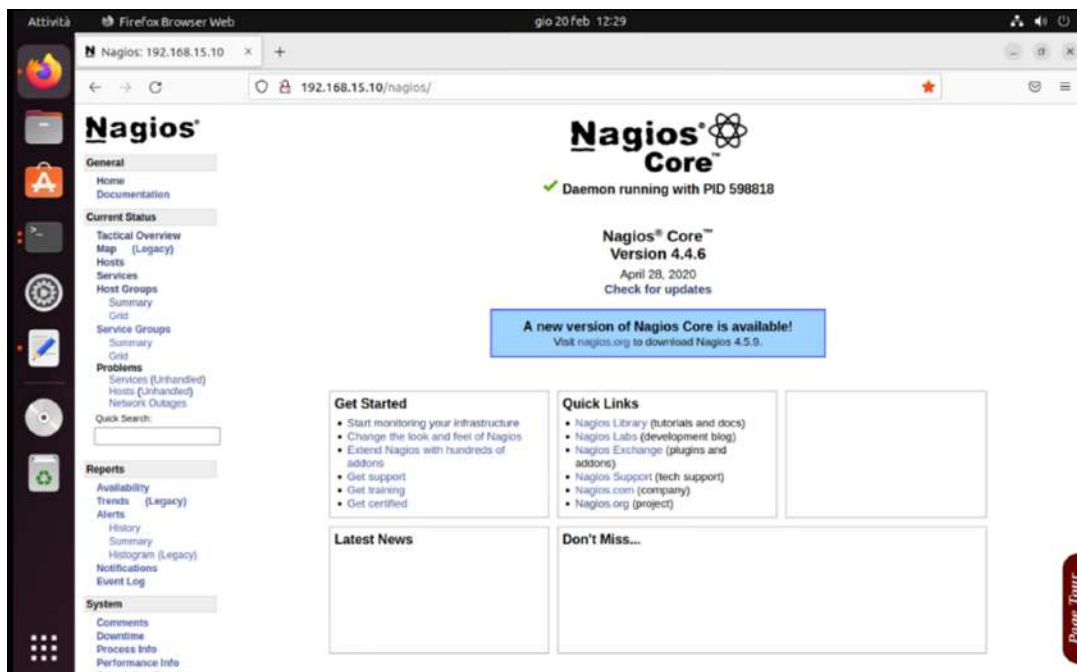 Attività
Firefox Browser Web
gio 20 feb 12:29
Nagios: 192.168.15.10
192.168.15.10/nagios/
Nagios®
General
Home
Documentation
Current Status
Tactical Overview
Map (Legacy)
Hosts
Services
Host Groups
Summary
Grid
Service Groups
Summary
Grid
Problems
Services (Unhandled)
Hosts (Unhandled)
Network Outages
Quick Search:
Reports
Availability
Trends (Legacy)
Alerts
History
Summary
Histogram (Legacy)
Notifications
Event Log
System
Comments
Downtime
Process Info
Performance Info
Nagios®
Core™
Daemon running with PID 598818
Nagios® Core™
Version 4.4.6
April 28, 2020
Check for updates
A new version of Nagios Core is available!
Visit nagios.org to download Nagios 4.5.9.
Get Started
• Start monitoring your infrastructure
• Change the look and feel of Nagios
• Extend Nagios with hundreds of
addons
• Get support
• Get training
• Get certified
Quick Links
• Nagios Library (tutorials and docs)
• Nagios Labs (development blog)
• Nagios Exchange (plugins and
addons)
• Nagios Support (tech support)
• Nagios.com (company)
• Nagios.org (project)
Latest News
Don't Miss...
Page Tour